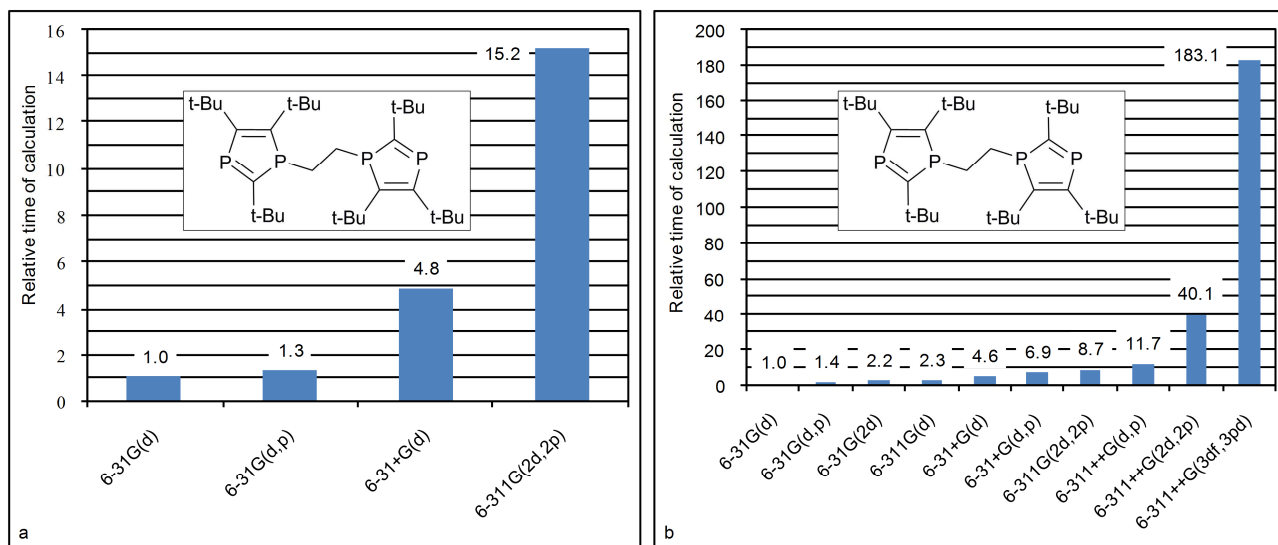 Relative time of calculation
16
14
12
10
8
6
4
2
0
1.0
1.3
4.8
15.2
t-Bu
t-Bu
t-Bu
P
P
P
P
t-Bu
t-Bu
t-Bu
6-31G(d)
6-31G(d,p)
6-31+G(d)
6-311G(2d,2p)
a
Relative time of calculation
200
180
160
140
120
100
80
60
40
20
0
1.0
1.4
2.2
2.3
4.6
6.9
8.7
11.7
40.1
183.1
t-Bu
t-Bu
t-Bu
P
P
P
P
t-Bu
t-Bu
t-Bu
6-31G(d)
6-31G(d,p)
6-31G(2d)
6-311G(d)
6-31+G(d)
6-31+G(d,p)
6-311G(2d,2p)
6-311++G(d,p)
6-311++G(2d,2p)
6-311++G(3df,3pd)
b